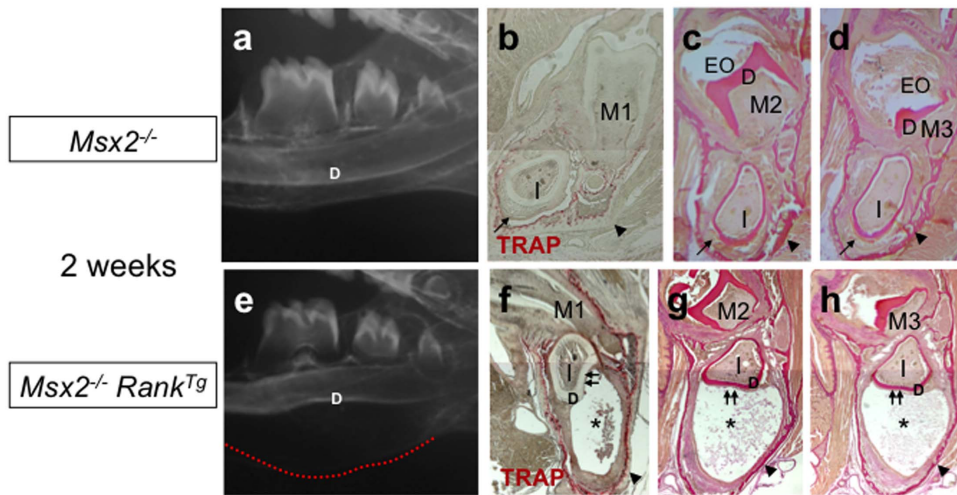 Msx2-/-
2 weeks
Msx2-/- RankTg
a
D
b
M1
I
TRAP
c
EO
D
M2
I
d
EO
D M3
I
e
D
f
M1
I
D
*
TRAP
g
M2
I
D
*
h
M3
I
D
*